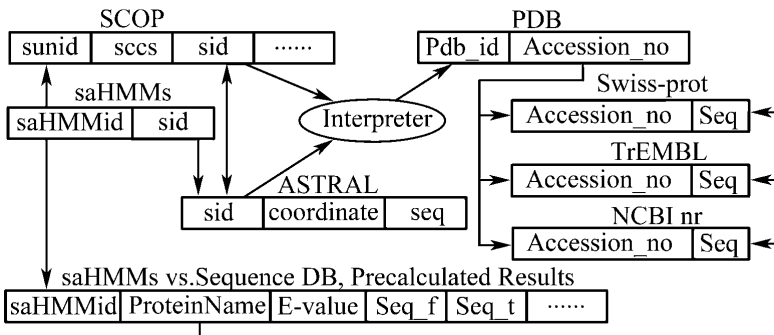 SCOP
sunid sccs sid ......
PDB
Pdb_id Accession_no
saHMMs
saHMMid sid
Interpreter
Swiss-prot
Accession_no Seq
TrEMBL
Accession_no Seq
ASTRAL
sid coordinate seq
NCBI nr
Accession_no Seq
saHMMs vs.Sequence DB, Precalculated Results
saHMMid ProteinName E-value Seq_f Seq_t ......